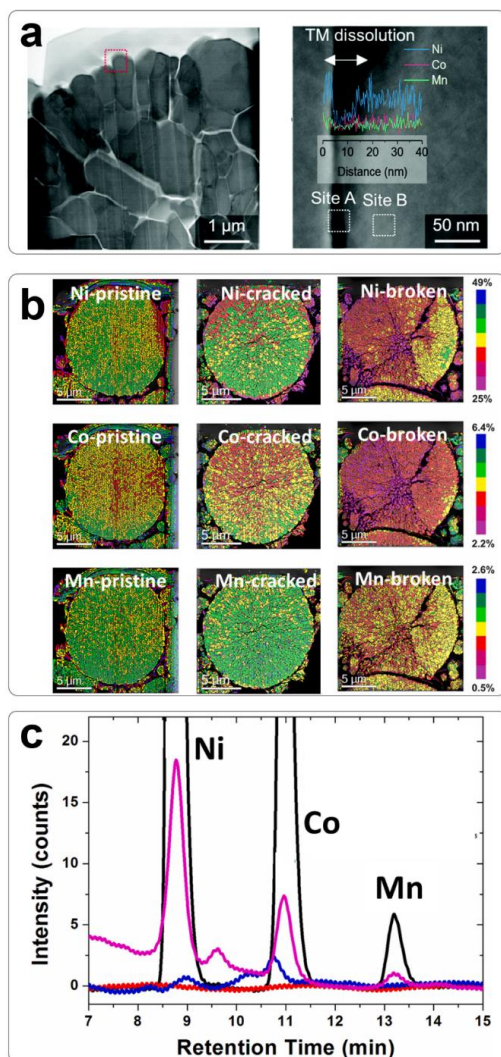 a
TM dissolution
Ni
Co
Mn
0 10 20 30 40
Distance (nm)
Site A Site B
1 μm
50 nm
b
Ni-pristine Ni-cracked Ni-broken 49%
5 μm 5 μm 5 μm 25%
Co-pristine Co-cracked Co-broken 6.4%
5 μm 5 μm 5 μm 2.2%
Mn-pristine Mn-cracked Mn-broken 2.6%
5 μm 5 μm 5 μm 0.5%
c
Ni
Co
Mn
20
15
10
5
0
Intensity (counts)
7 8 9 10 11 12 13 14 15
Retention Time (min)